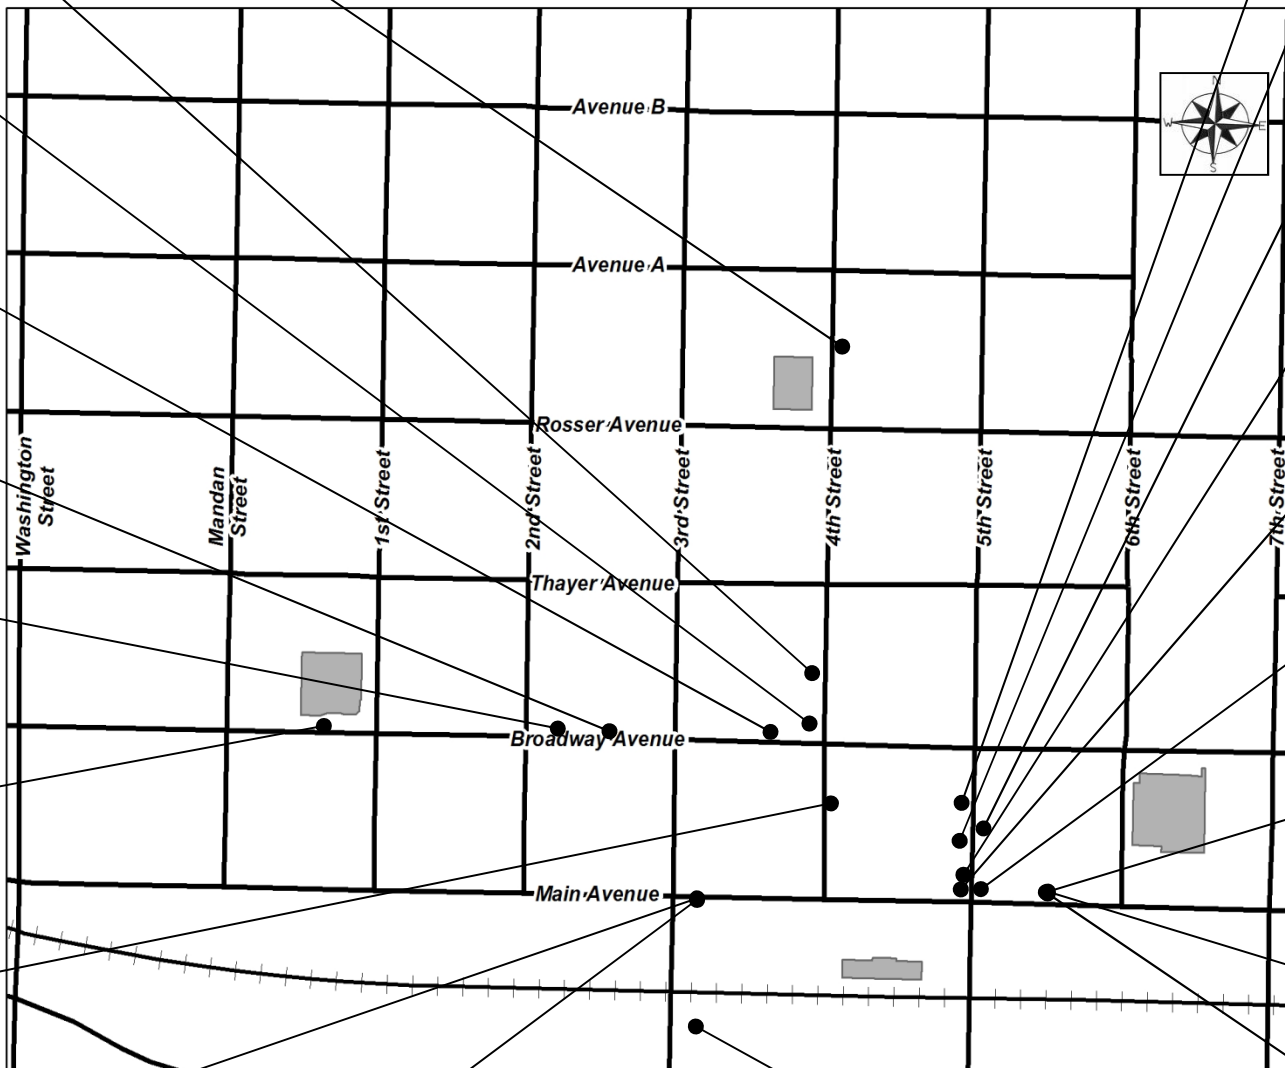 N
Avenue B
W
E
S
Avenue A
Rosser Avenue
Washington
Street
Mandan
Street
1st Street
2nd Street
3rd Street
4th Street
5th Street
6th Street
7th Street
Thayer Avenue
Broadway Avenue
Main Avenue